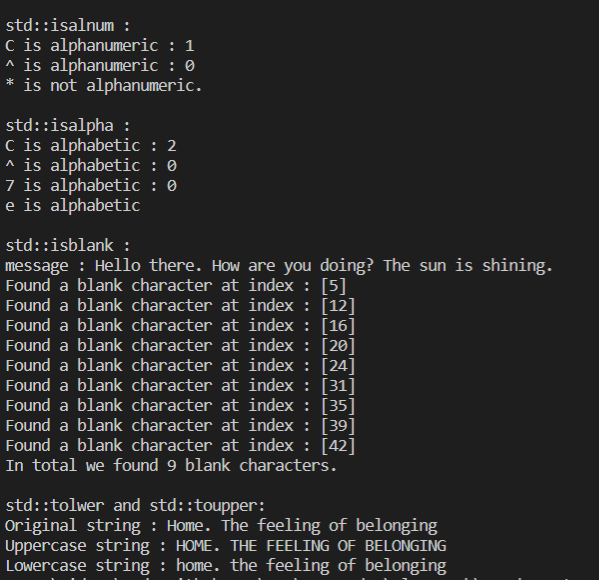 std::isalnum :
C is alphanumeric : 1
^ is alphanumeric : 0
* is not alphanumeric.
std::isalpha :
C is alphabetic : 2
^ is alphabetic : 0
7 is alphabetic : 0
e is alphabetic
std::isblank :
message : Hello there. How are you doing? The sun is shining.
Found a blank character at index : [5]
Found a blank character at index : [12]
Found a blank character at index : [16]
Found a blank character at index : [20]
Found a blank character at index : [24]
Found a blank character at index : [31]
Found a blank character at index : [35]
Found a blank character at index : [39]
Found a blank character at index : [42]
In total we found 9 blank characters.
std::tolwer and std::toupper:
Original string : Home. The feeling of belonging
Uppercase string : HOME. THE FEELING OF BELONGING
Lowercase string : home. the feeling of belonging